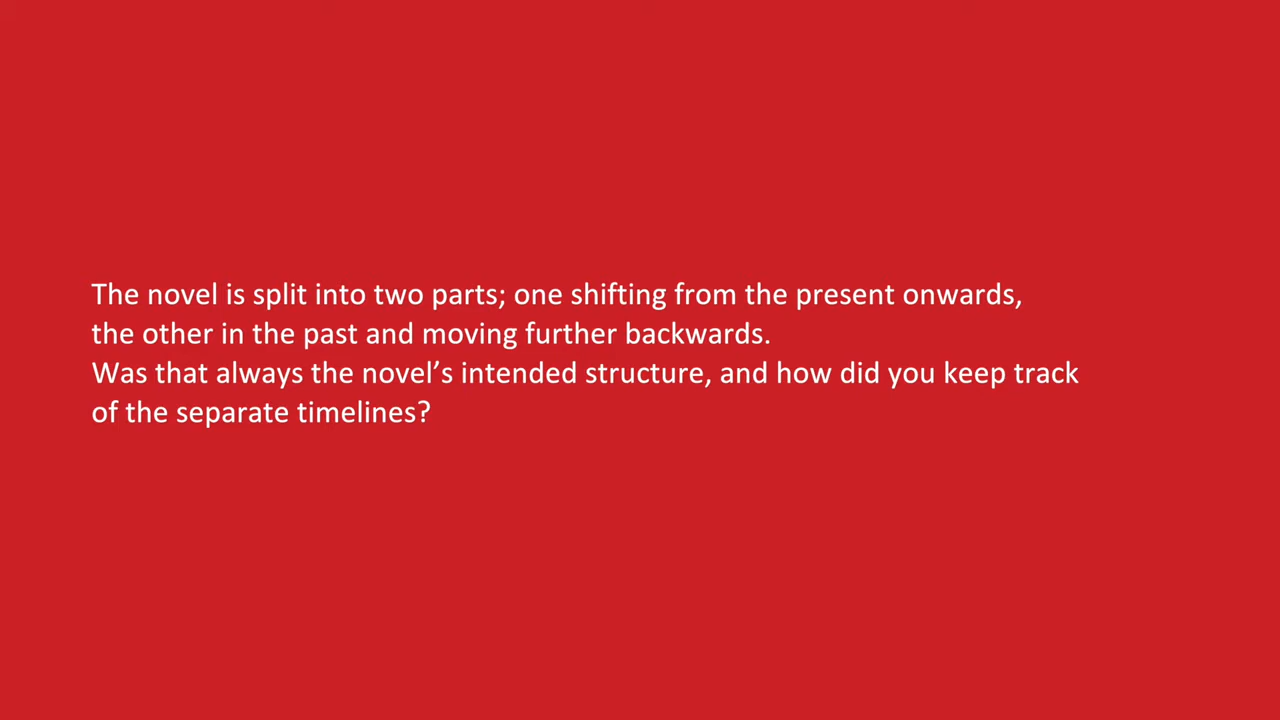 The novel is split into two parts; one shifting from the present onwards,
the other in the past and moving further backwards.
Was that always the novel’s intended structure, and how did you keep track
of the separate timelines?